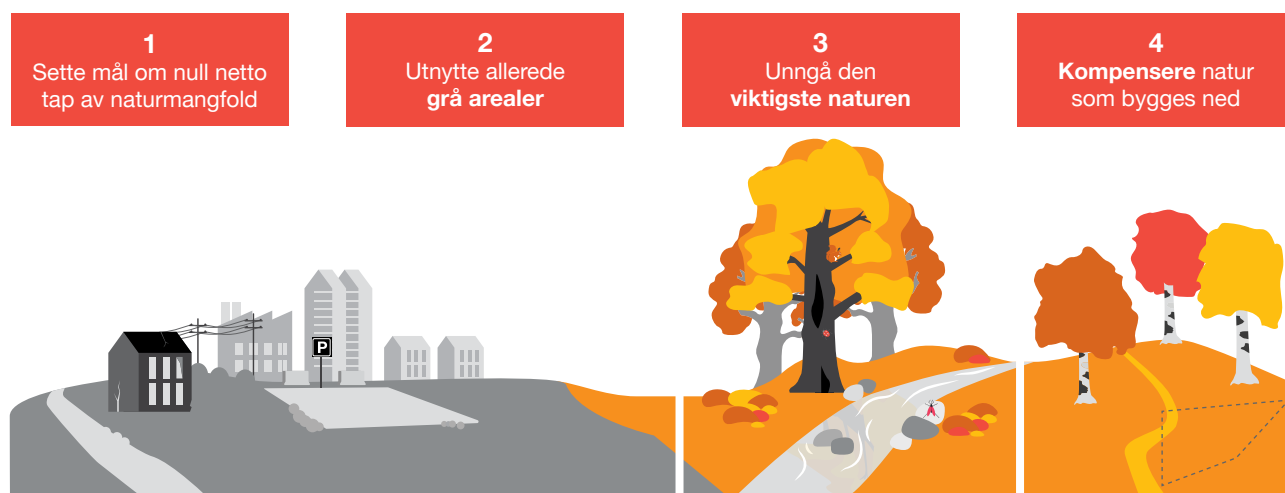 1
Sette mål om null netto
tap av naturmangfold
2
Utnytte allerede
grå arealer
3
Unngå den
viktigste naturen
4
Kompensere natur
som bygges ned
P